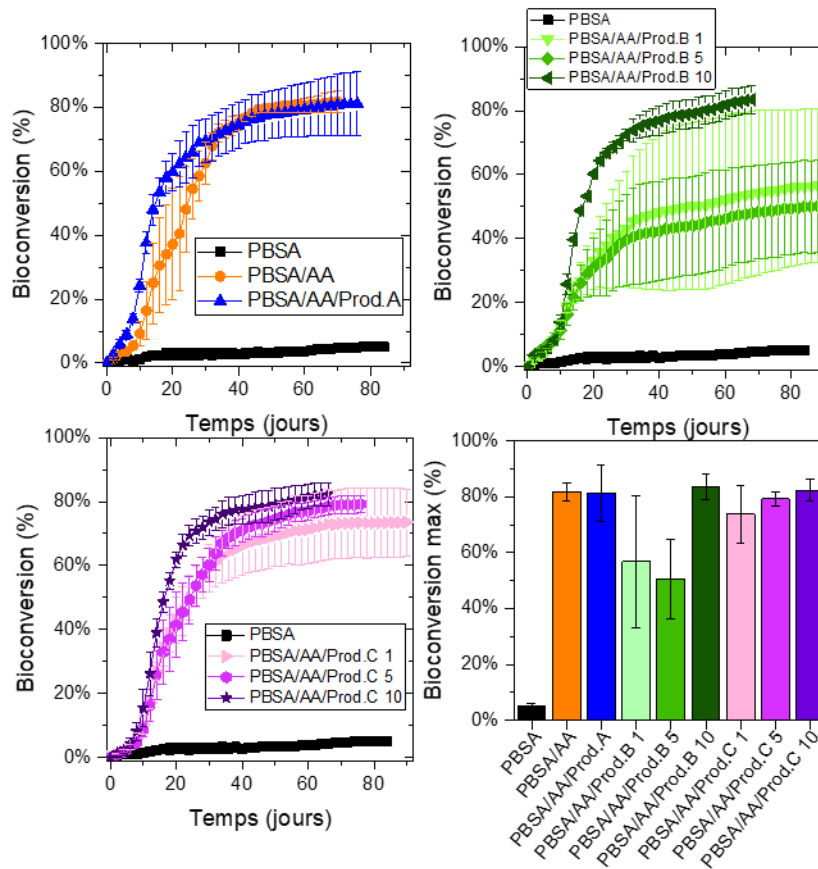 100%
80%
60%
40%
20%
0%
Bioconversion (%)
PBSA
PBSA/AA
PBSA/AA/Prod.A
0 20 40 60 80
Temps (jours)
PBSA
PBSA/AA/Prod.B 1
PBSA/AA/Prod.B 5
PBSA/AA/Prod.B 10
100%
80%
60%
40%
20%
0%
Bioconversion (%)
0 20 40 60 80
Temps (jours)
100%
80%
60%
40%
20%
0%
Bioconversion (%)
PBSA
PBSA/AA/Prod.C 1
PBSA/AA/Prod.C 5
PBSA/AA/Prod.C 10
0 20 40 60 80
Temps (jours)
100%
80%
60%
40%
20%
0%
Bioconversion max (%)
PBSA
PBSA/AA
PBSA/AA/Prod.A
PBSA/AA/Prod.B 1
PBSA/AA/Prod.B 5
PBSA/AA/Prod.B 10
PBSA/AA/Prod.C 1
PBSA/AA/Prod.C 5
PBSA/AA/Prod.C 10